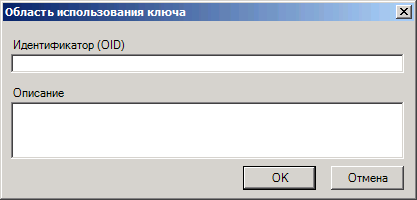 Область использования ключа
Идентификатор (OID)
Описание
OK
Отмена